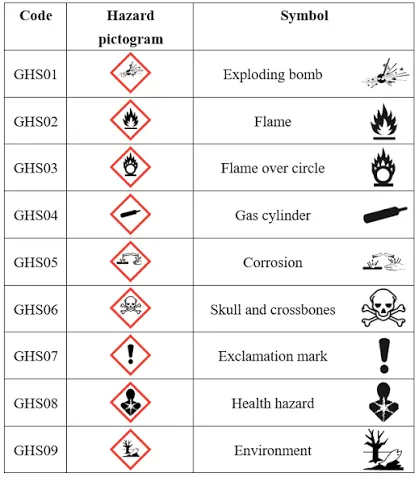 Code Hazard pictogram Symbol
GHS01 Exploding bomb
GHS02 Flame
GHS03 Flame over circle
GHS04 Gas cylinder
GHS05 Corrosion
GHS06 Skull and crossbones
GHS07 Exclamation mark
GHS08 Health hazard
GHS09 Environment